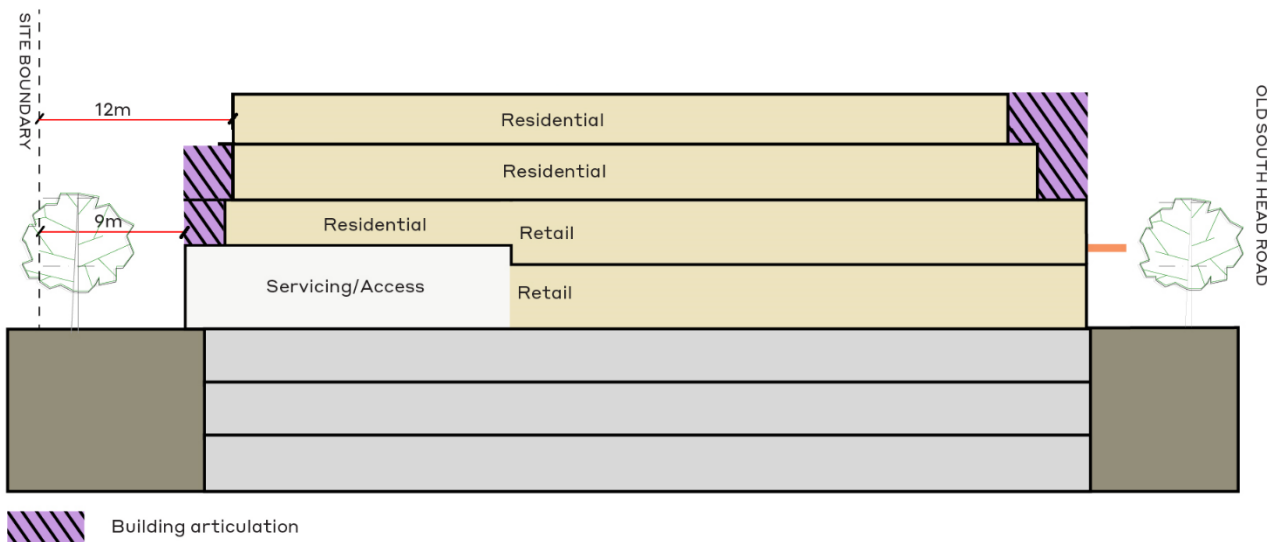 SITE BOUNDARY
12m
Residential
OLD SOUTH HEAD ROAD
Residential
9m
Residential
Retail
Servicing/Access
Retail
Building articulation